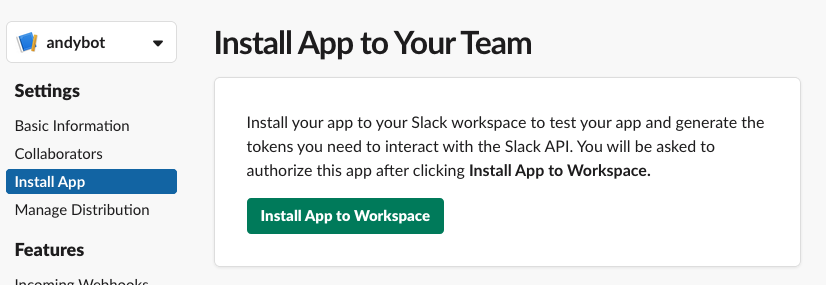 andybot
Install App to Your Team
Settings
Basic Information
Collaborators
Install App
Manage Distribution
Features
Incoming Webhooks
Install your app to your Slack workspace to test your app and generate the
tokens you need to interact with the Slack API. You will be asked to
authorize this app after clicking Install App to Workspace.
Install App to Workspace